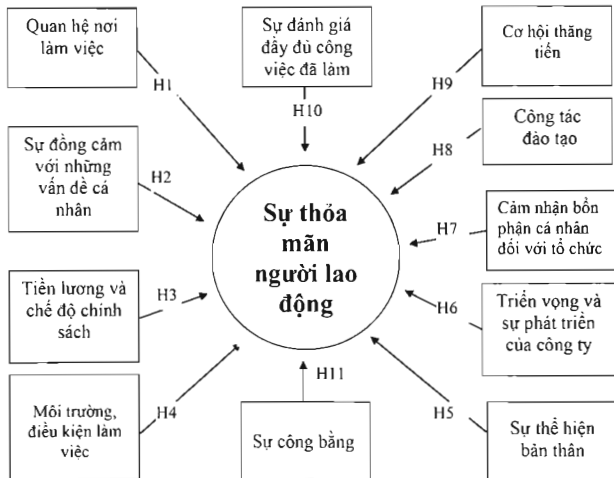 Quan hệ nơi
làm việc
H1
Sự đánh giá
đầy đủ công
việc đã làm
H10
Cơ hội thăng
tiến
H9
Công tác
đào tạo
H8
Sự đồng cảm
với những
vấn đề cá
nhân
H2
Sự thỏa
mãn
người lao
động
Cảm nhận bổn
phận cá nhân
đối với tổ chức
H7
Tiền lương và
chế độ chính
sách
H3
Triển vọng và
sự phát triển
của công ty
H6
Môi trường,
điều kiện làm
việc
H4
H11
Sự công bằng
H5
Sự thể hiện
bản thân